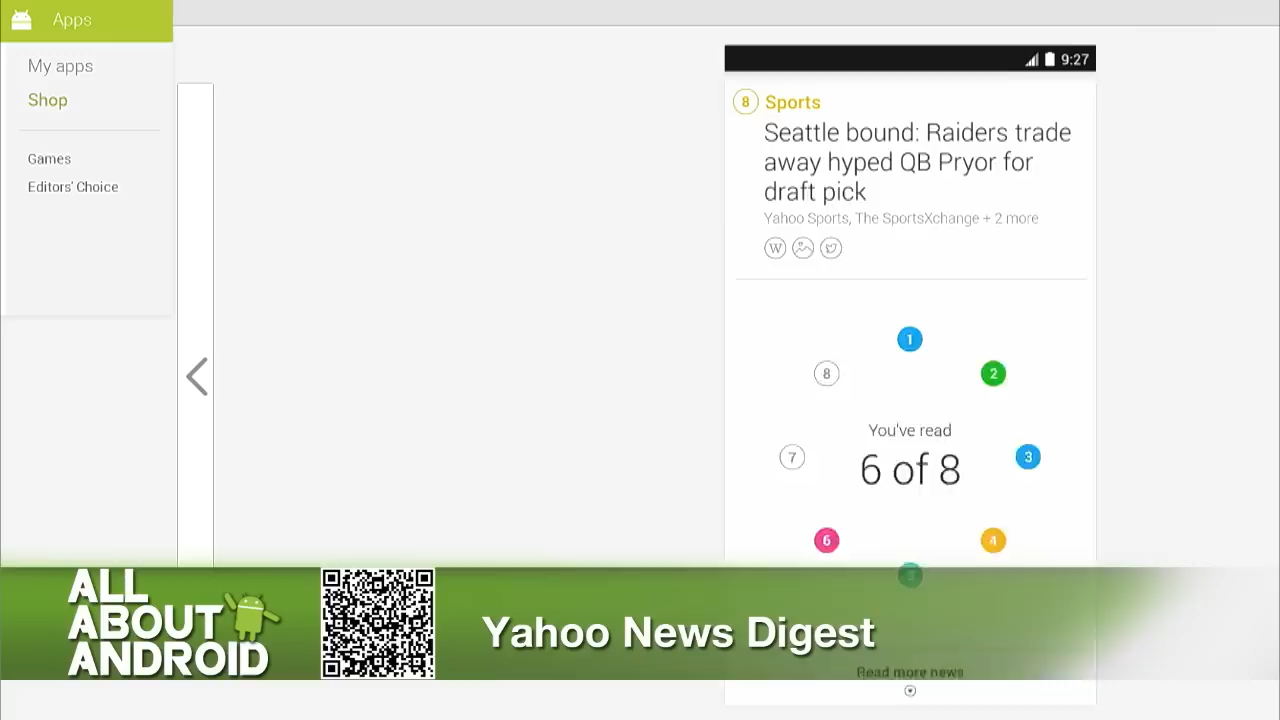 Apps
My apps
Shop
Games
Editors' Choice
9:27
8 Sports
Seattle bound: Raiders trade
away hyped QB Pryor for
draft pick
Yahoo Sports, The SportsXchange + 2 more
W
1
8
2
You've read
7
6 of 8
3
6
4
5
ALL
ABOUT
ANDROID
Yahoo News Digest
Read more news